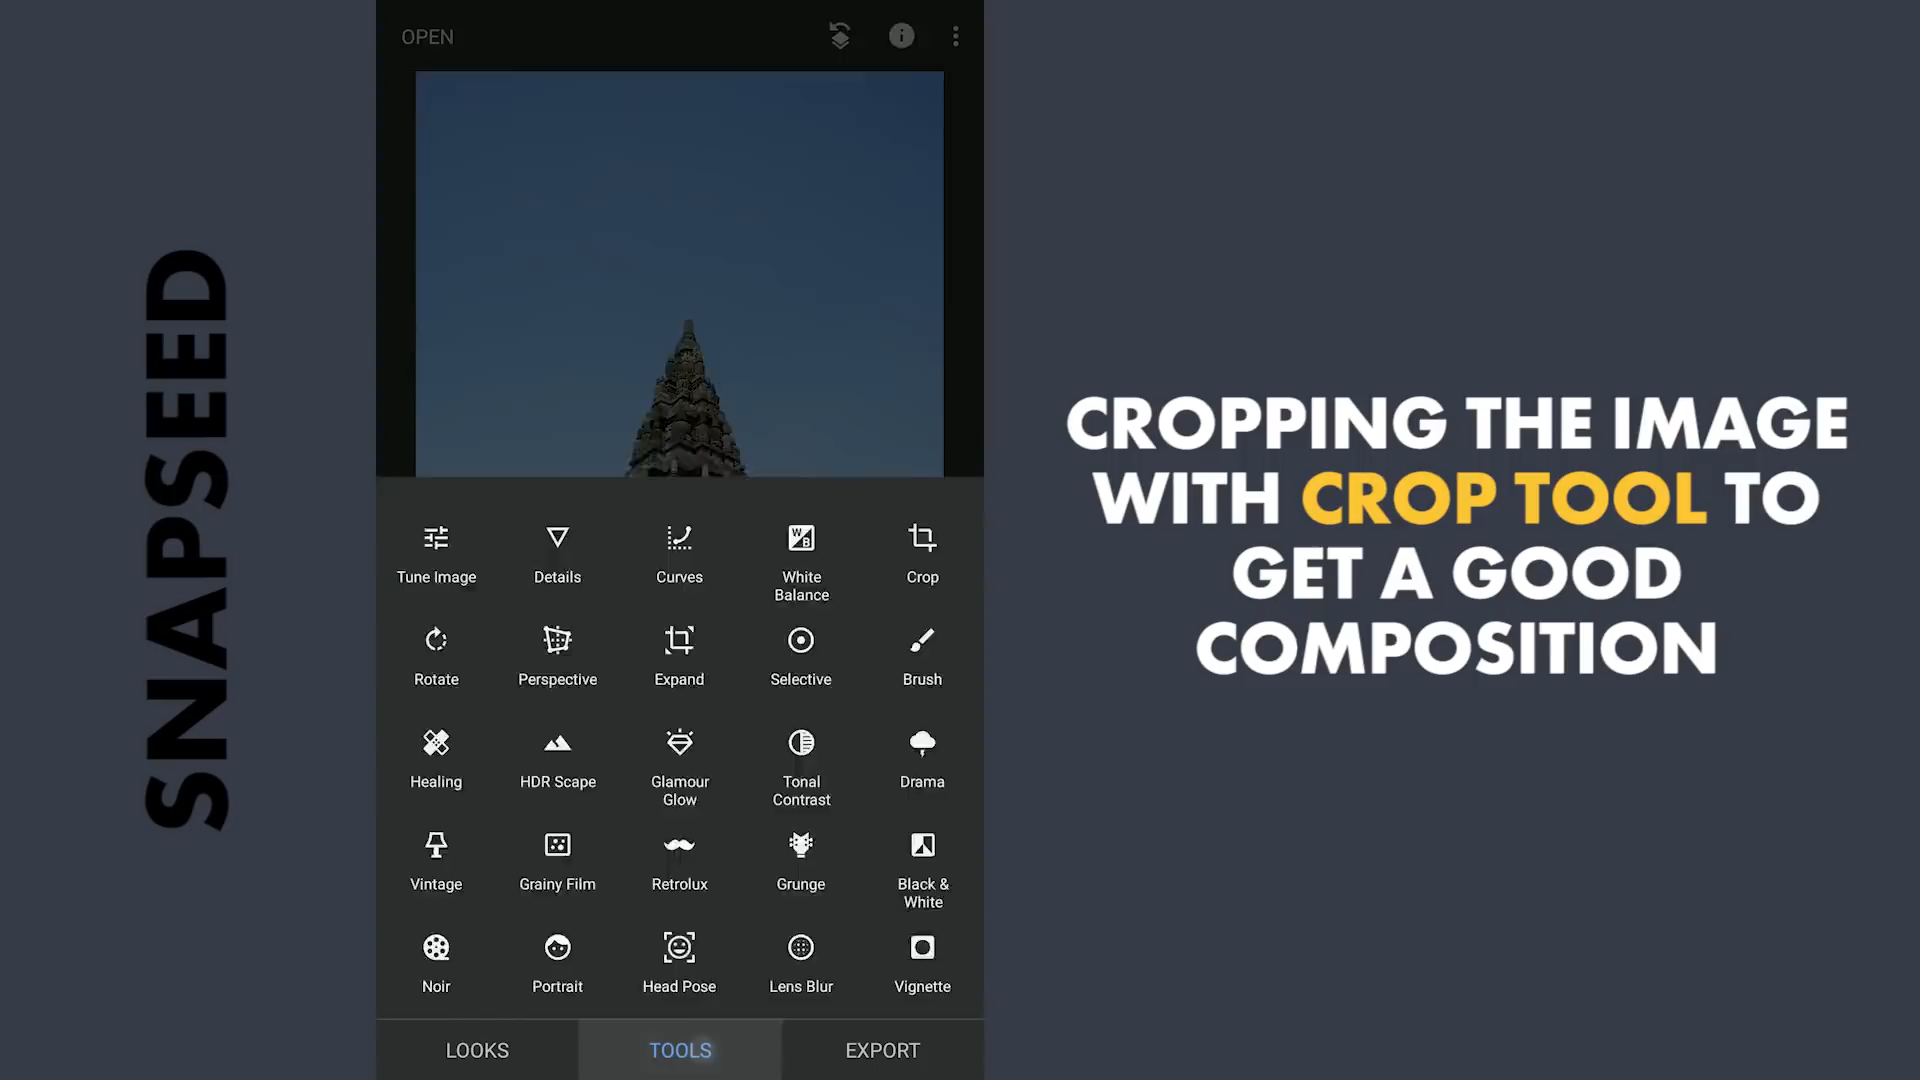 SNAPSEED
OPEN
Tune Image
Details
Curves
White
Balance
Crop
Rotate
Perspective
Expand
Selective
Brush
Healing
HDR Scape
Glamour
Glow
Tonal
Contrast
Drama
Vintage
Grainy Film
Retrolux
Grunge
Black &
White
Noir
Portrait
Head Pose
Lens Blur
Vignette
LOOKS
TOOLS
EXPORT
CROPPING THE IMAGE
WITH CROP TOOL TO
GET A GOOD
COMPOSITION